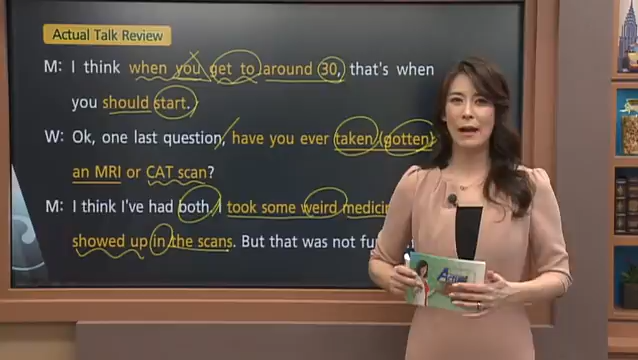 Actual Talk Review
M: I think when you get to around 30, that's when
you should start.
W: Ok, one last question, have you ever taken (gotten)
an MRI or CAT scan?
M: I think I've had both. I took some weird
showed up in the scans. But that was not
Actual